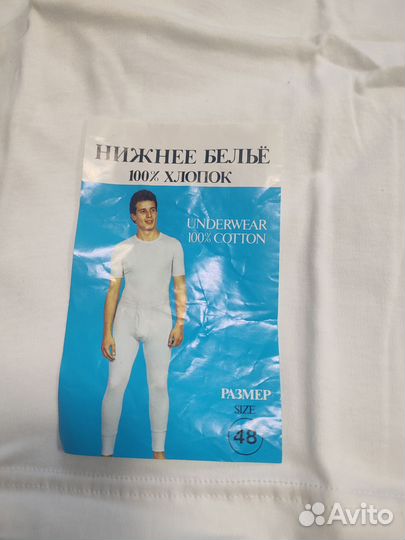 НИЖНЕЕ БЕЛЬЁ
100% ХЛОПОК
UNDERWEAR
100% COTTON
РАЗМЕР
SIZE
48
Avito